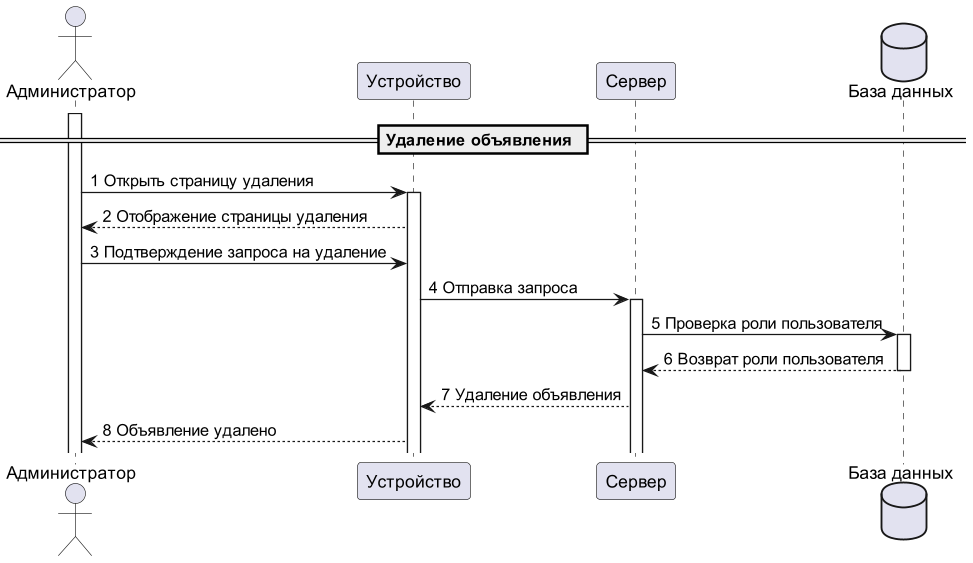 Администратор
Устройство
Сервер
База данных
Удаление объявления
1 Открыть страницу удаления
2 Отображение страницы удаления
3 Подтверждение запроса на удаление
4 Отправка запроса
5 Проверка роли пользователя
6 Возврат роли пользователя
7 Удаление объявления
8 Объявление удалено
Администратор
Устройство
Сервер
База данных